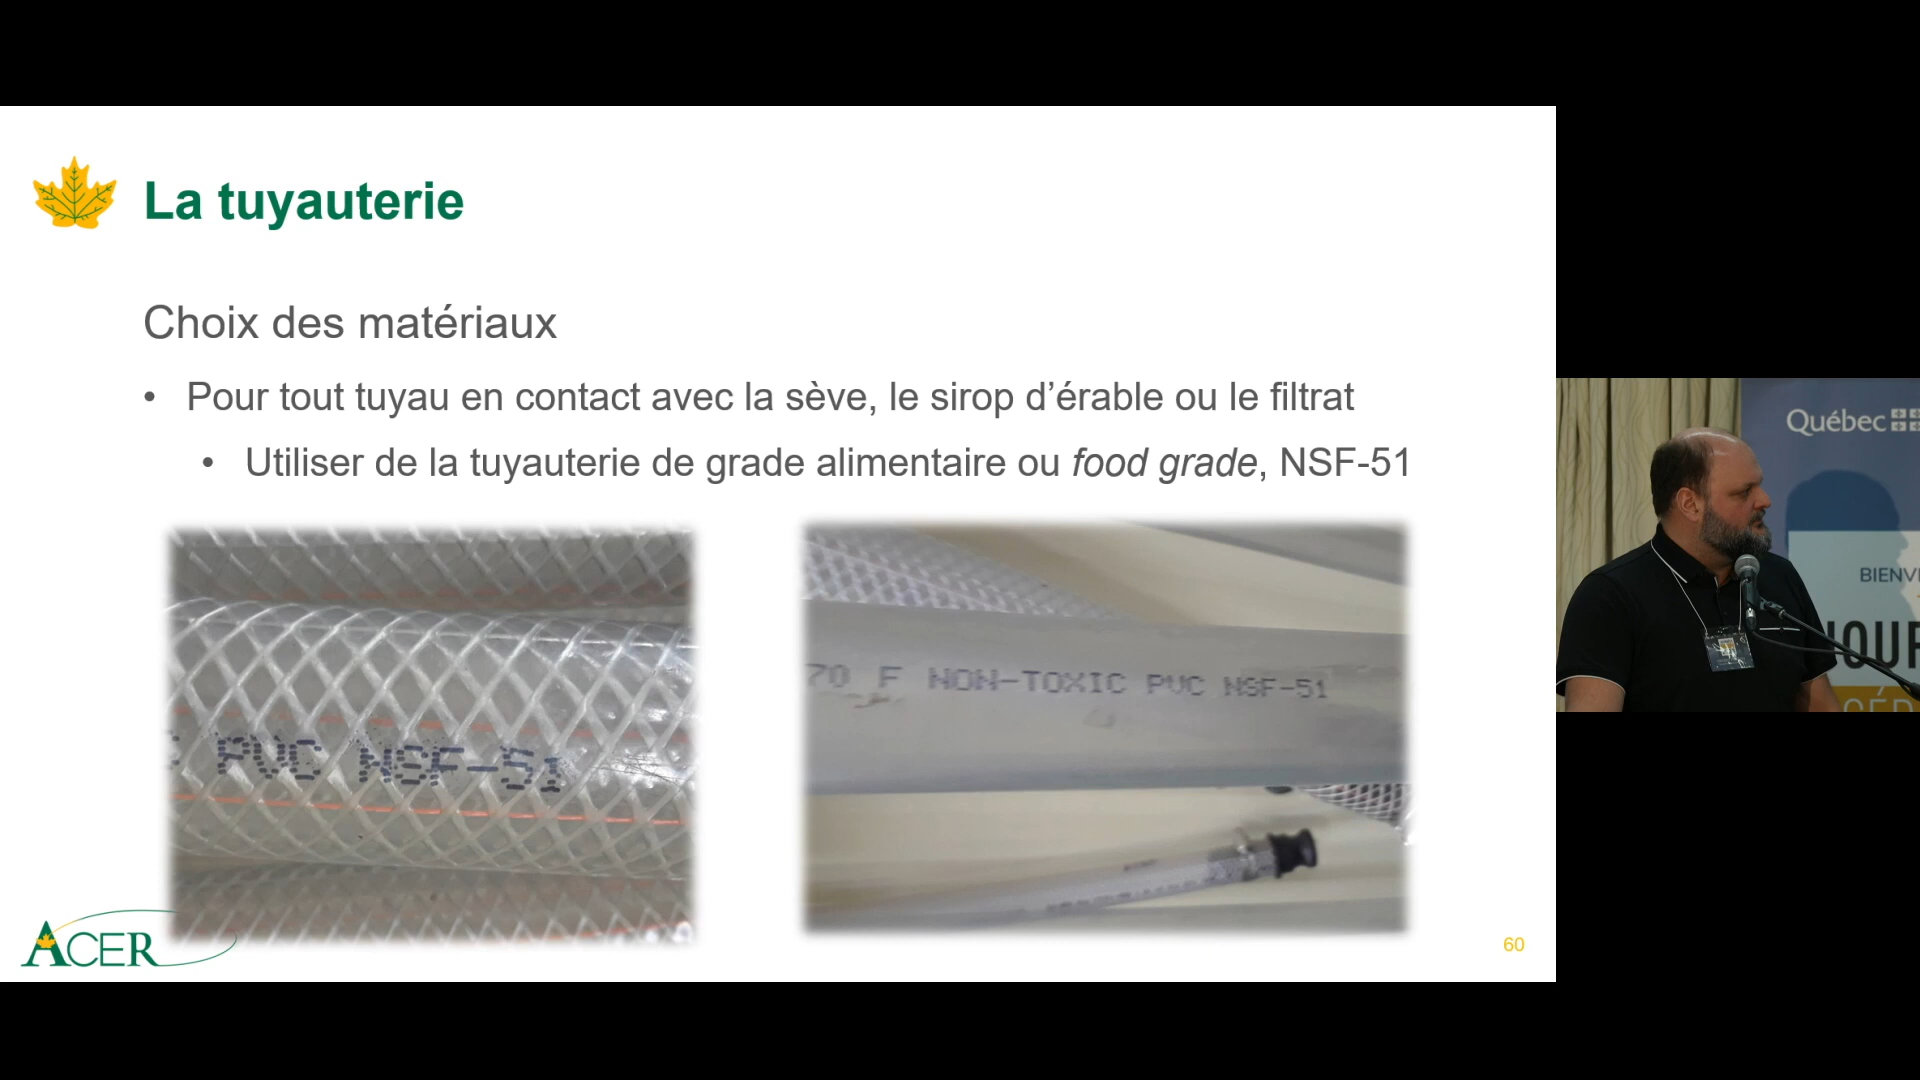 La tuyauterie
Choix des matériaux
• Pour tout tuyau en contact avec la sève, le sirop d’érable ou le filtrat
• Utiliser de la tuyauterie de grade alimentaire ou food grade, NSF-51
PVC NSF-51
70 F NON-TOXIC PVC NSF-51
ACER
60
Québec
BIENV
JOUR